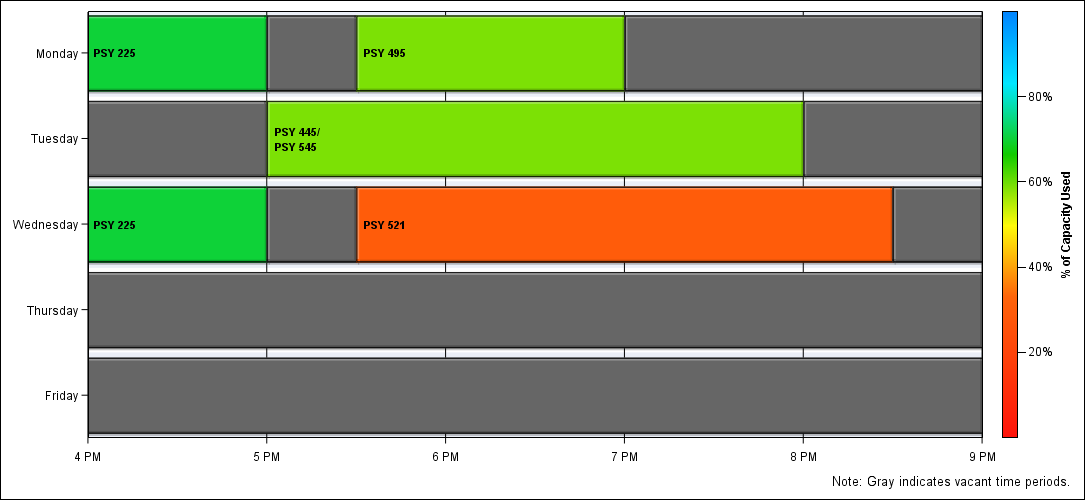 Monday
PSY 225
PSY 495
Tuesday
PSY 445/
PSY 545
Wednesday
PSY 225
PSY 521
Thursday
Friday
4 PM
5 PM
6 PM
7 PM
8 PM
9 PM
80%
60%
40%
20%
% of Capacity Used
Note: Gray indicates vacant time periods.